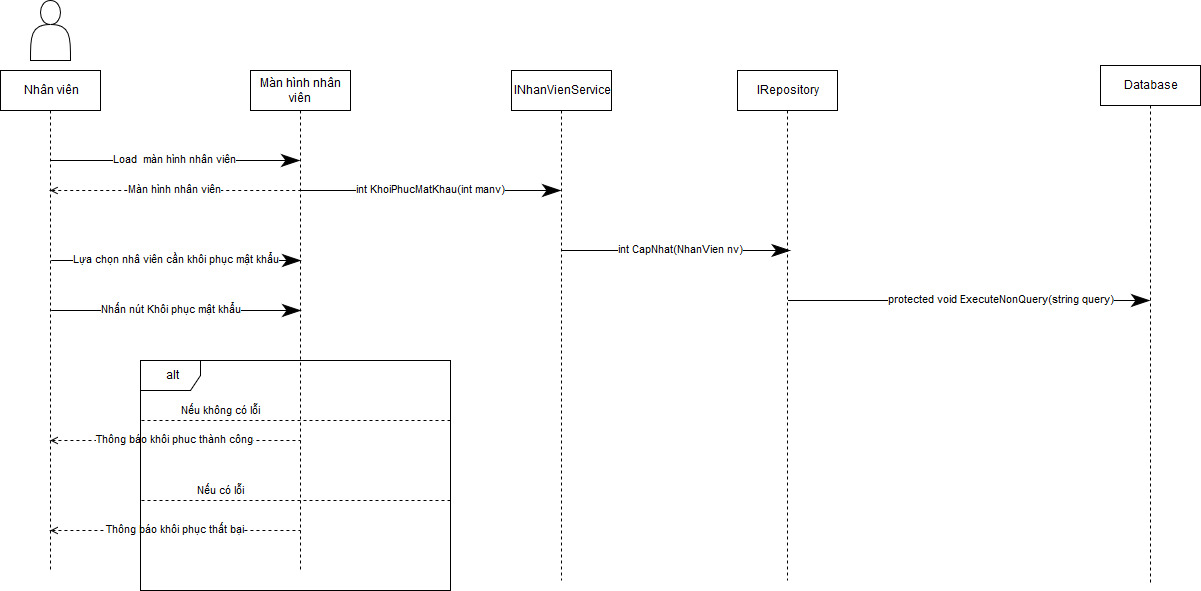 Nhân viên
Màn hình nhân
viên
INhanVienService
IRepository
Database
Load màn hình nhân viên
Màn hình nhân viên
int KhoiPhucMatKhau(int manv)
int CapNhat(NhanVien nv)
Lựa chọn nhâ viên cần khôi phục mật khẩu
protected void ExecuteNonQuery(string query)
Nhấn nút Khôi phục mật khẩu
alt
Nếu không có lỗi
Thông báo khôi phuc thành công
Nếu có lỗi
Thông báo khôi phục thất bại